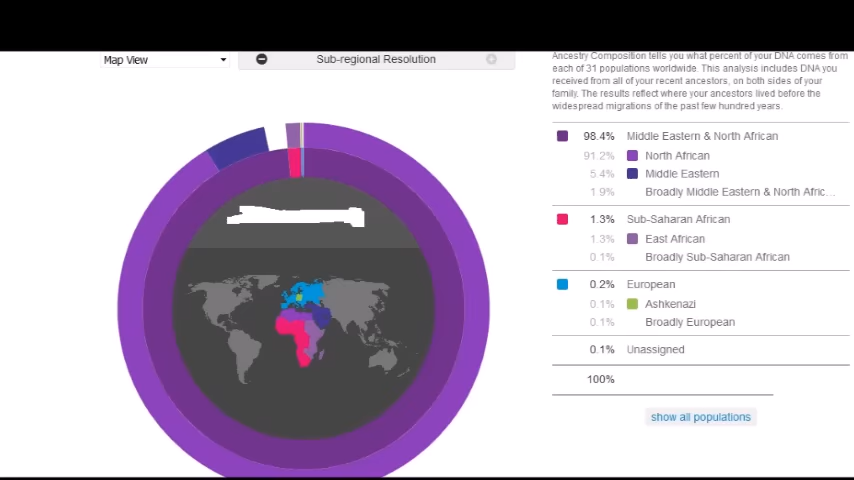 Map View
Sub-regional Resolution
Ancestry Composition tells you what percent of your DNA comes from
each of 31 populations worldwide. This analysis includes DNA you
received from all of your recent ancestors, on both sides of your
family. The results reflect where your ancestors lived before the
widespread migrations of the past few hundred years.
98.4% Middle Eastern & North African
91.2% North African
5.4% Middle Eastern
1.9% Broadly Middle Eastern & North Afric...
1.3% Sub-Saharan African
1.3% East African
0.1% Broadly Sub-Saharan African
0.2% European
0.1% Ashkenazi
0.1% Broadly European
0.1% Unassigned
100%
show all populations